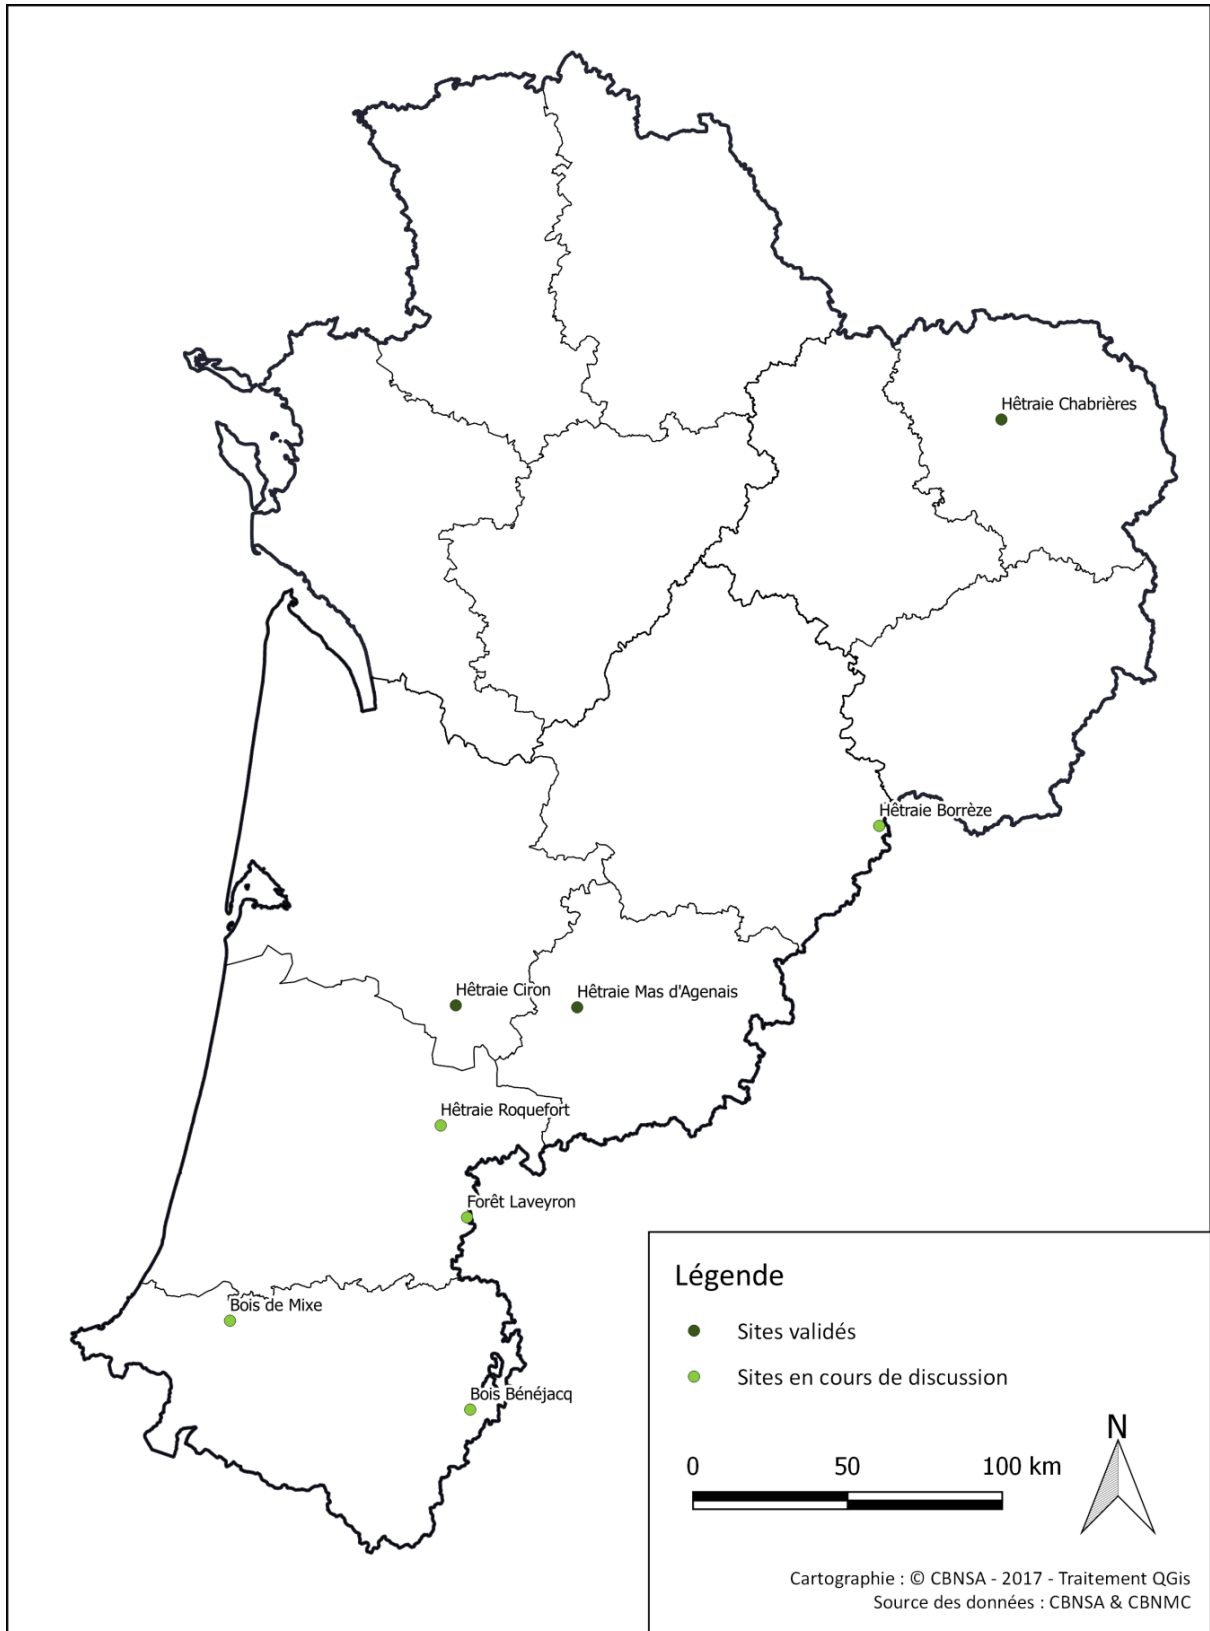 Hêtraie Chabrières
Hêtraie Borrèze
Hêtraie Ciron
Hêtraie Mas d'Agenais
Hêtraie Roquefort
Forêt Laveyron
Bois de Mixe
Bois Bénéjacq
Légende
Sites validés
Sites en cours de discussion
N
0 50 100 km
Cartographie : © CBNSA - 2017 - Traitement QGis
Source des données : CBNSA & CBNMC